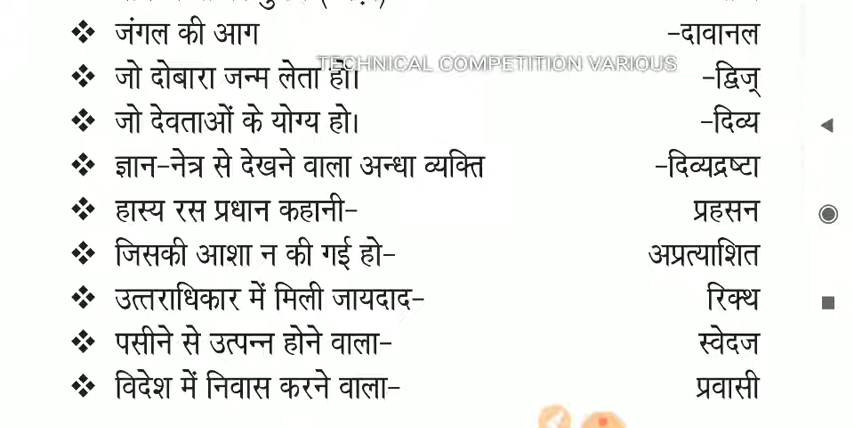 ❖ जंगल की आग -दावानल
TECHNICAL COMPETITION VARIOUS
❖ जो दोबारा जन्म लेता हो। -द्विज्
❖ जो देवताओं के योग्य हो। -दिव्य
❖ ज्ञान-नेत्र से देखने वाला अन्धा व्यक्ति -दिव्यद्रष्टा
❖ हास्य रस प्रधान कहानी- प्रहसन
❖ जिसकी आशा न की गई हो- अप्रत्याशित
❖ उत्तराधिकार में मिली जायदाद- रिक्थ
❖ पसीने से उत्पन्न होने वाला- स्वेदज
❖ विदेश में निवास करने वाला- प्रवासी